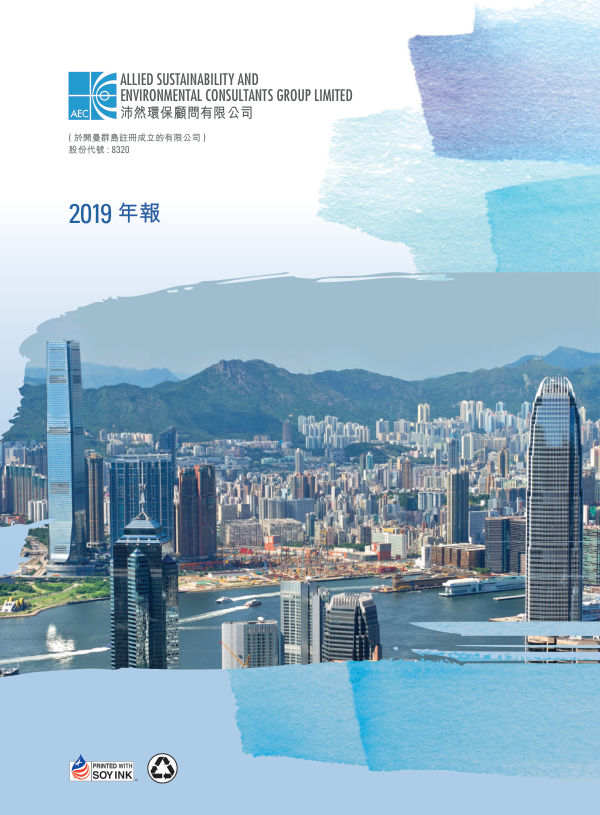 AEC
ALLIED SUSTAINABILITY AND
ENVIRONMENTAL CONSULTANTS GROUP LIMITED
沛然環保顧問有限公司
( 於開曼群島註冊成立的有限公司 )
股份代號 : 8320
2019 年報
PRINTED WITH
SOY INK